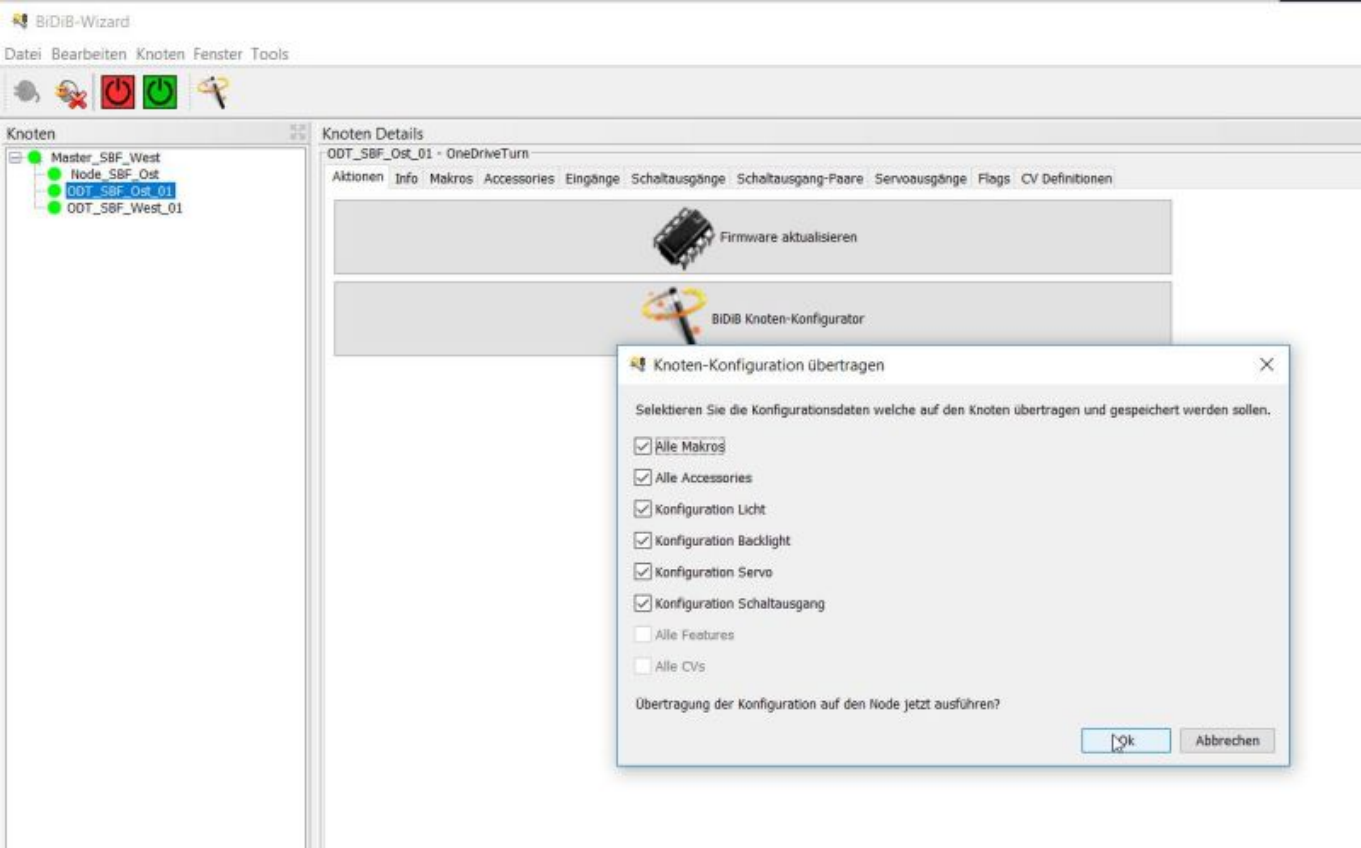 BiDiB-Wizard
Datei Bearbeiten Knoten Fenster Tools
Knoten
Master_SBF_West
Node_SBF_Ost
ODT_SBF_Ost_01
ODT_SBF_West_01
Knoten Details
ODT_SBF_Ost_01 - OneDriveTurn
Aktionen Info Makros Accessories Eingänge Schaltausgänge Schaltausgang-Paare Servoausgänge Flags CV Definitionen
Firmware aktualisieren
BiDiB Knoten-Konfigurator
Knoten-Konfiguration übertragen
Selektieren Sie die Konfigurationsdaten welche auf den Knoten übertragen und gespeichert werden sollen.
Alle Makros
Alle Accessories
Konfiguration Licht
Konfiguration Backlight
Konfiguration Servo
Konfiguration Schaltausgang
Alle Features
Alle CVs
Übertragung der Konfiguration auf den Node jetzt ausführen?
Ok Abbrechen